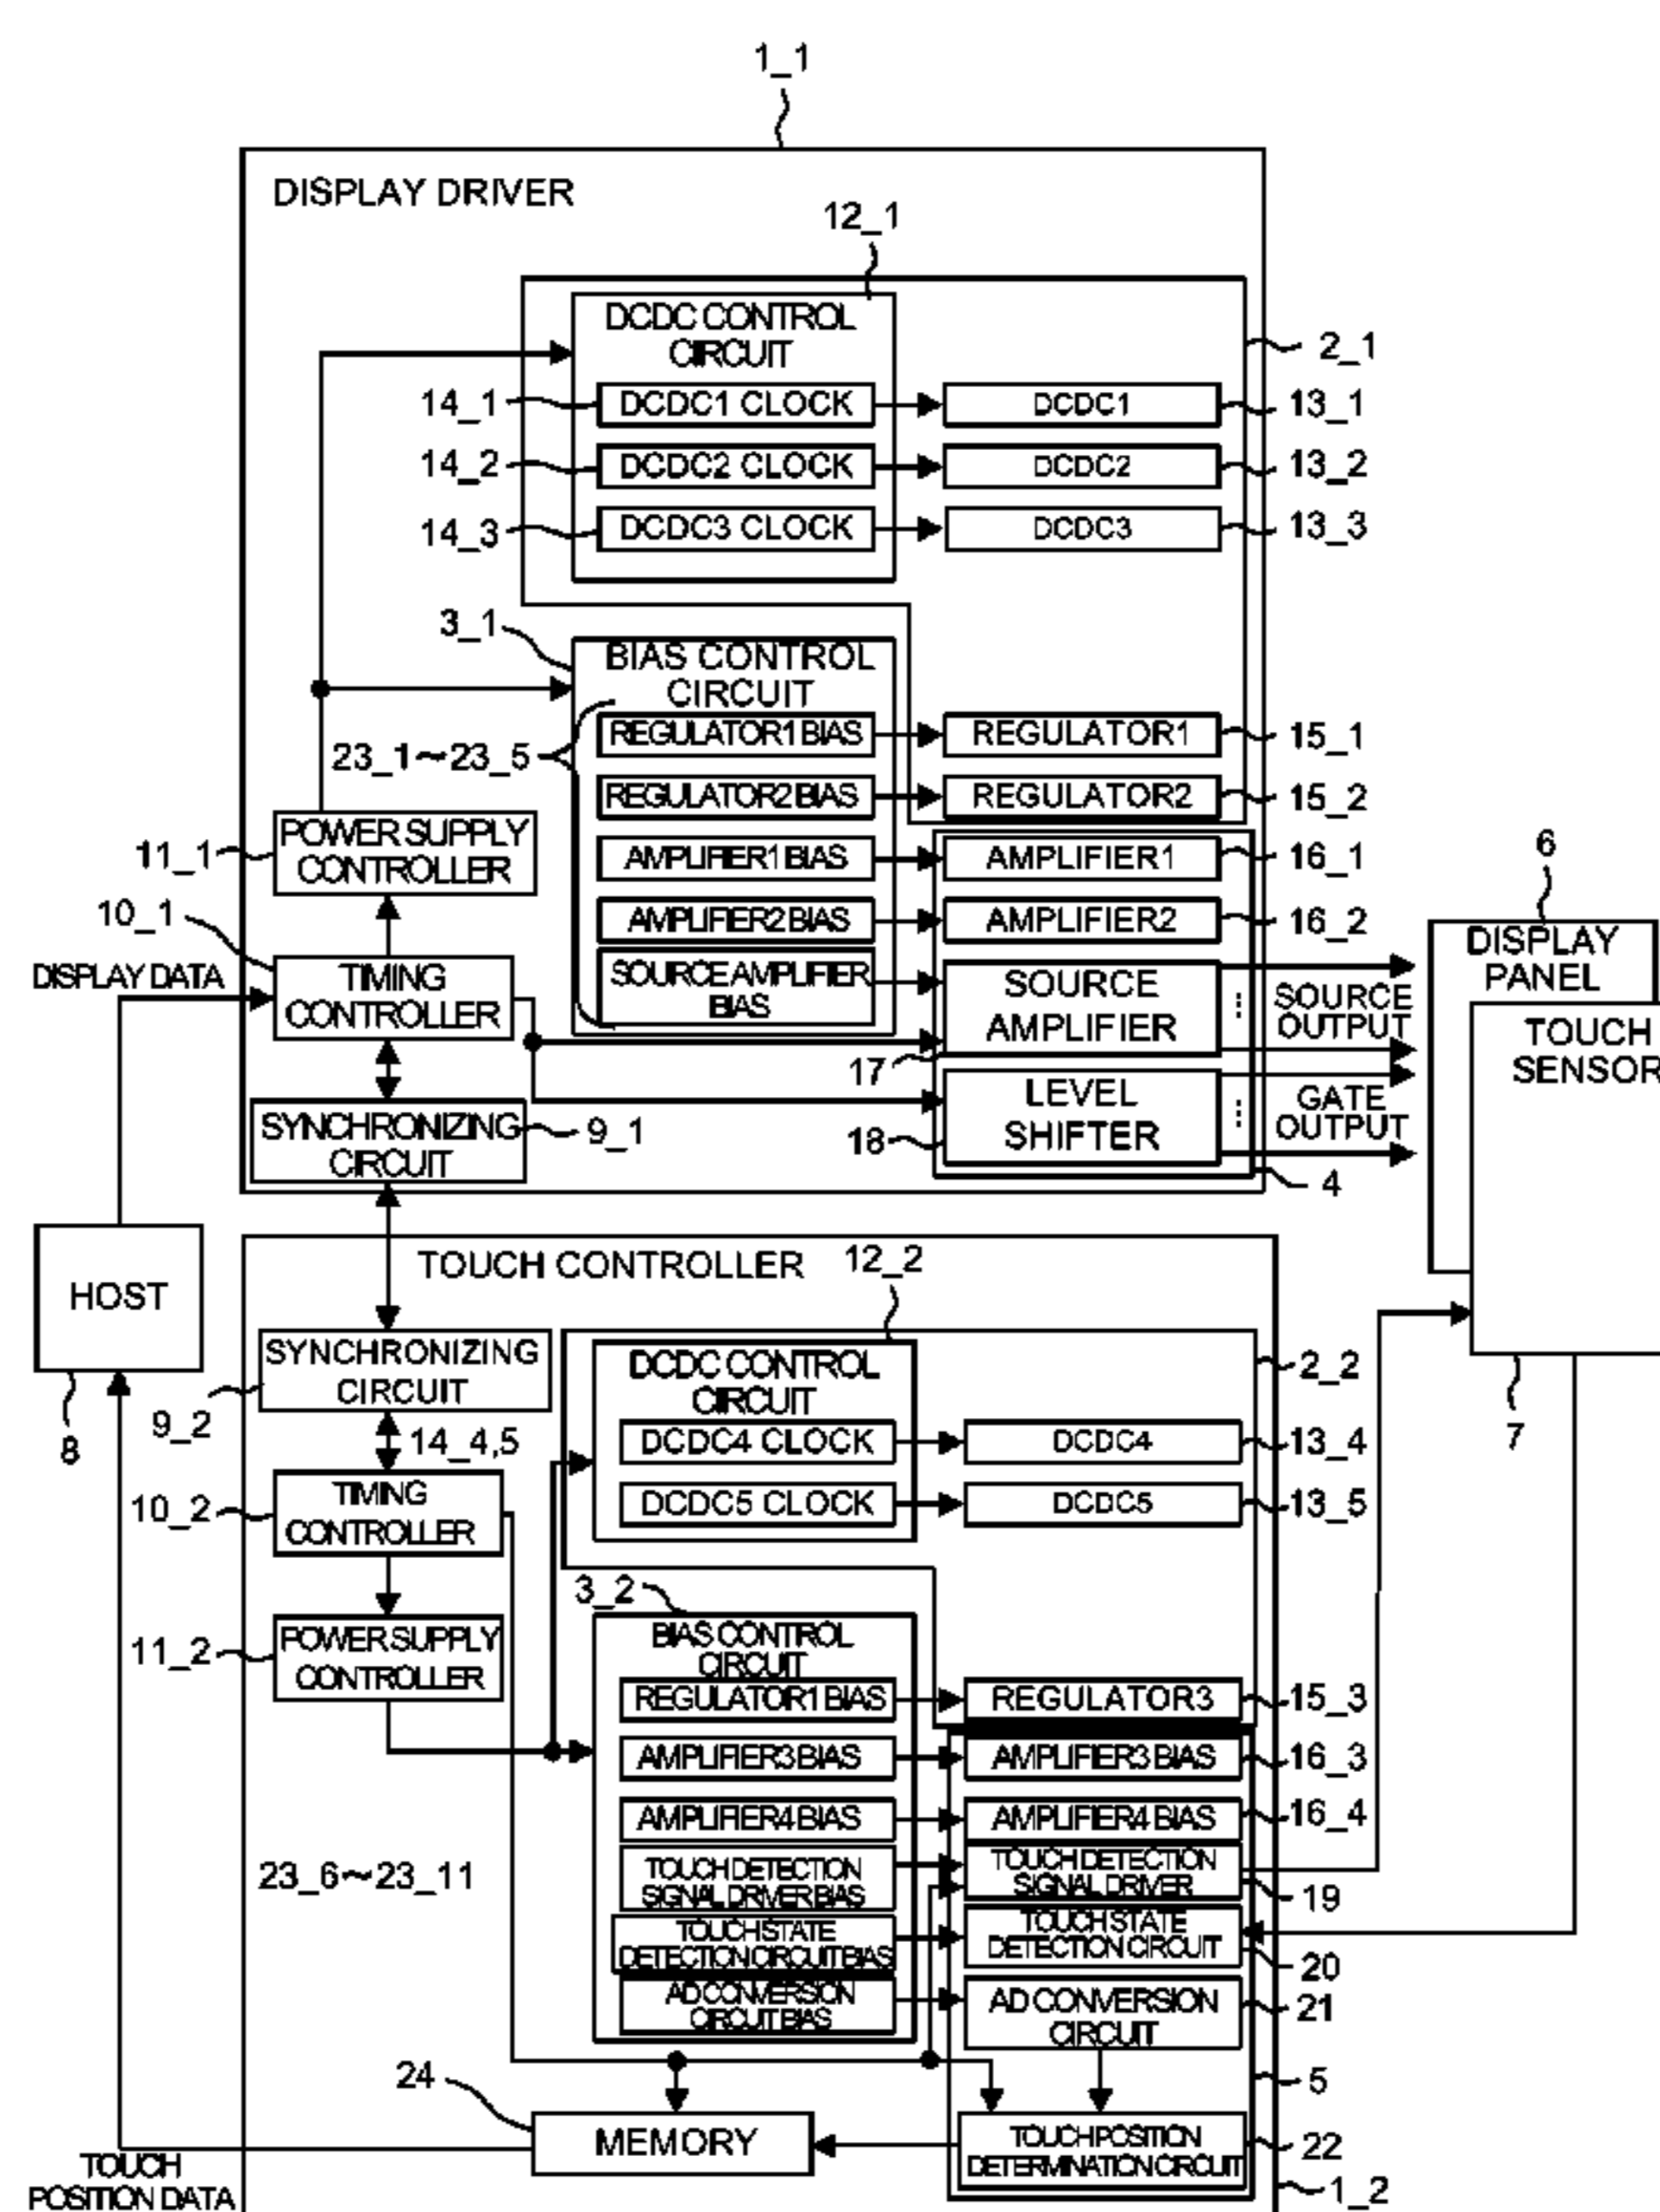 1_1
DISPLAY DRIVER
12_1
DCDC CONTROL
CIRCUIT
2_1
14_1
DCDC1 CLOCK
DCDC1
13_1
14_2
DCDC2 CLOCK
DCDC2
13_2
14_3
DCDC3 CLOCK
DCDC3
13_3
3_1
BIAS CONTROL
CIRCUIT
23_1~23_5
REGULATOR1 BIAS
REGULATOR1
15_1
REGULATOR2 BIAS
REGULATOR2
15_2
11_1
POWER SUPPLY
CONTROLLER
AMPLIFIER1 BIAS
AMPLIFIER1
16_1
6
10_1
AMPLIFIER2 BIAS
AMPLIFIER2
16_2
DISPLAY
PANEL
DISPLAY DATA
TIMING
CONTROLLER
SOURCE AMPLIFIER
BIAS
SOURCE
AMPLIFIER
SOURCE
OUTPUT
TOUCH
SENSOR
17
SYNCHRONIZING
CIRCUIT
9_1
LEVEL
SHIFTER
18
GATE
OUTPUT
4
HOST
8
TOUCH CONTROLLER
12_2
SYNCHRONIZING
CIRCUIT
9_2
DCDC CONTROL
CIRCUIT
2_2
7
14_4,5
DCDC4 CLOCK
DCDC4
13_4
10_2
TIMING
CONTROLLER
DCDC5 CLOCK
DCDC5
13_5
3_2
11_2
POWER SUPPLY
CONTROLLER
BIAS CONTROL
CIRCUIT
REGULATOR1 BIAS
REGULATOR3
15_3
AMPLIFIER3 BIAS
AMPLIFIER3 BIAS
16_3
AMPLIFIER4 BIAS
AMPLIFIER4 BIAS
16_4
23_6~23_11
TOUCH DETECTION
SIGNAL DRIVER BIAS
TOUCH DETECTION
SIGNAL DRIVER
19
TOUCH STATE
DETECTION CIRCUIT BIAS
TOUCH STATE
DETECTION CIRCUIT
20
AD CONVERSION
CIRCUIT BIAS
AD CONVERSION
CIRCUIT
21
24
5
MEMORY
TOUCH POSITION
DETERMINATION CIRCUIT
22
TOUCH
POSITION DATA
1_2